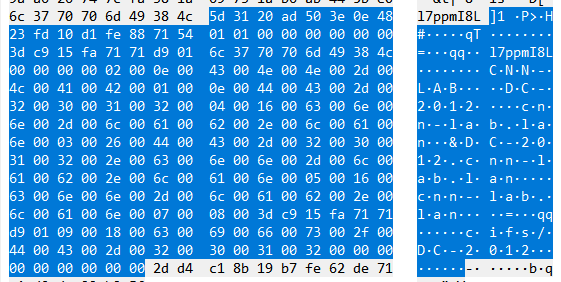 6c 37 70 70 6d 49 38 4c 5d 31 20 ad 50 3e 0e 48 l7ppmI8L ]1 ·P>·H
23 fd 10 d1 fe 88 71 54 01 01 00 00 00 00 00 00 #·····qT ········
3d c9 15 fa 71 71 d9 01 6c 37 70 70 6d 49 38 4c =···qq·· l7ppmI8L
00 00 00 00 02 00 0e 00 43 00 4e 00 4e 00 2d 00 ········ C·N·N·-·
4c 00 41 00 42 00 01 00 0e 00 44 00 43 00 2d 00 L·A·B··· ··D·C·-·
32 00 30 00 31 00 32 00 04 00 16 00 63 00 6e 00 2·0·1·2· ····c·n·
6e 00 2d 00 6c 00 61 00 62 00 2e 00 6c 00 61 00 n·-·l·a· b·.·l·a·
6e 00 03 00 26 00 44 00 43 00 2d 00 32 00 30 00 n···&·D· C·-·2·0·
31 00 32 00 2e 00 63 00 6e 00 6e 00 2d 00 6c 00 1·2·.·c· n·n·-·l·
61 00 62 00 2e 00 6c 00 61 00 6e 00 05 00 16 00 a·b·.·l· a·n·····
63 00 6e 00 6e 00 2d 00 6c 00 61 00 62 00 2e 00 c·n·n·-· l·a·b·.·
6c 00 61 00 6e 00 07 00 08 00 3d c9 15 fa 71 71 l·a·n··· ··=···qq
d9 01 09 00 18 00 63 00 69 00 66 00 73 00 2f 00 ······c· i·f·s·/·
44 00 43 00 2d 00 32 00 30 00 31 00 32 00 00 00 D·C·-·2· 0·1·2···
00 00 00 00 00 00 2d d4 c1 8b 19 b7 fe 62 de 71 ······-· ·····b·q